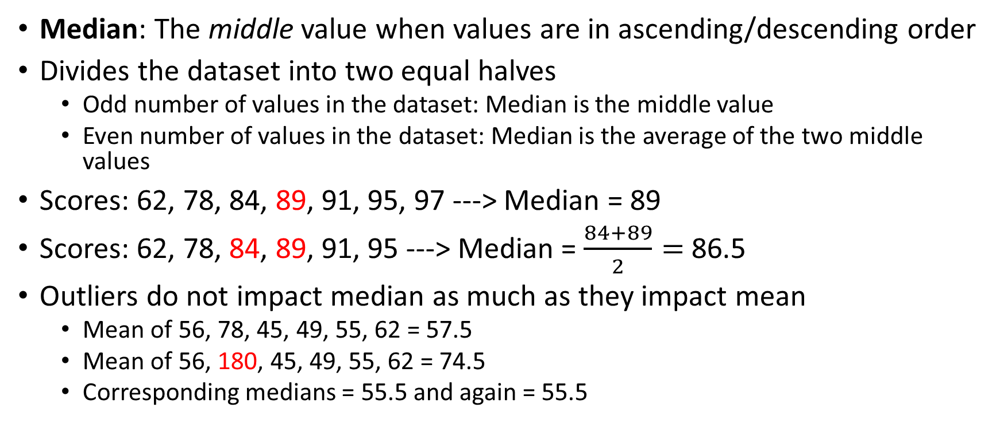 • Median: The middle value when values are in ascending/descending order
• Divides the dataset into two equal halves
• Odd number of values in the dataset: Median is the middle value
• Even number of values in the dataset: Median is the average of the two middle
values
• Scores: 62, 78, 84, 89, 91, 95, 97 ---> Median = 89
• Scores: 62, 78, 84, 89, 91, 95 ---> Median = \frac{84+89}{2} = 86.5
• Outliers do not impact median as much as they impact mean
• Mean of 56, 78, 45, 49, 55, 62 = 57.5
• Mean of 56, 180, 45, 49, 55, 62 = 74.5
• Corresponding medians = 55.5 and again = 55.5